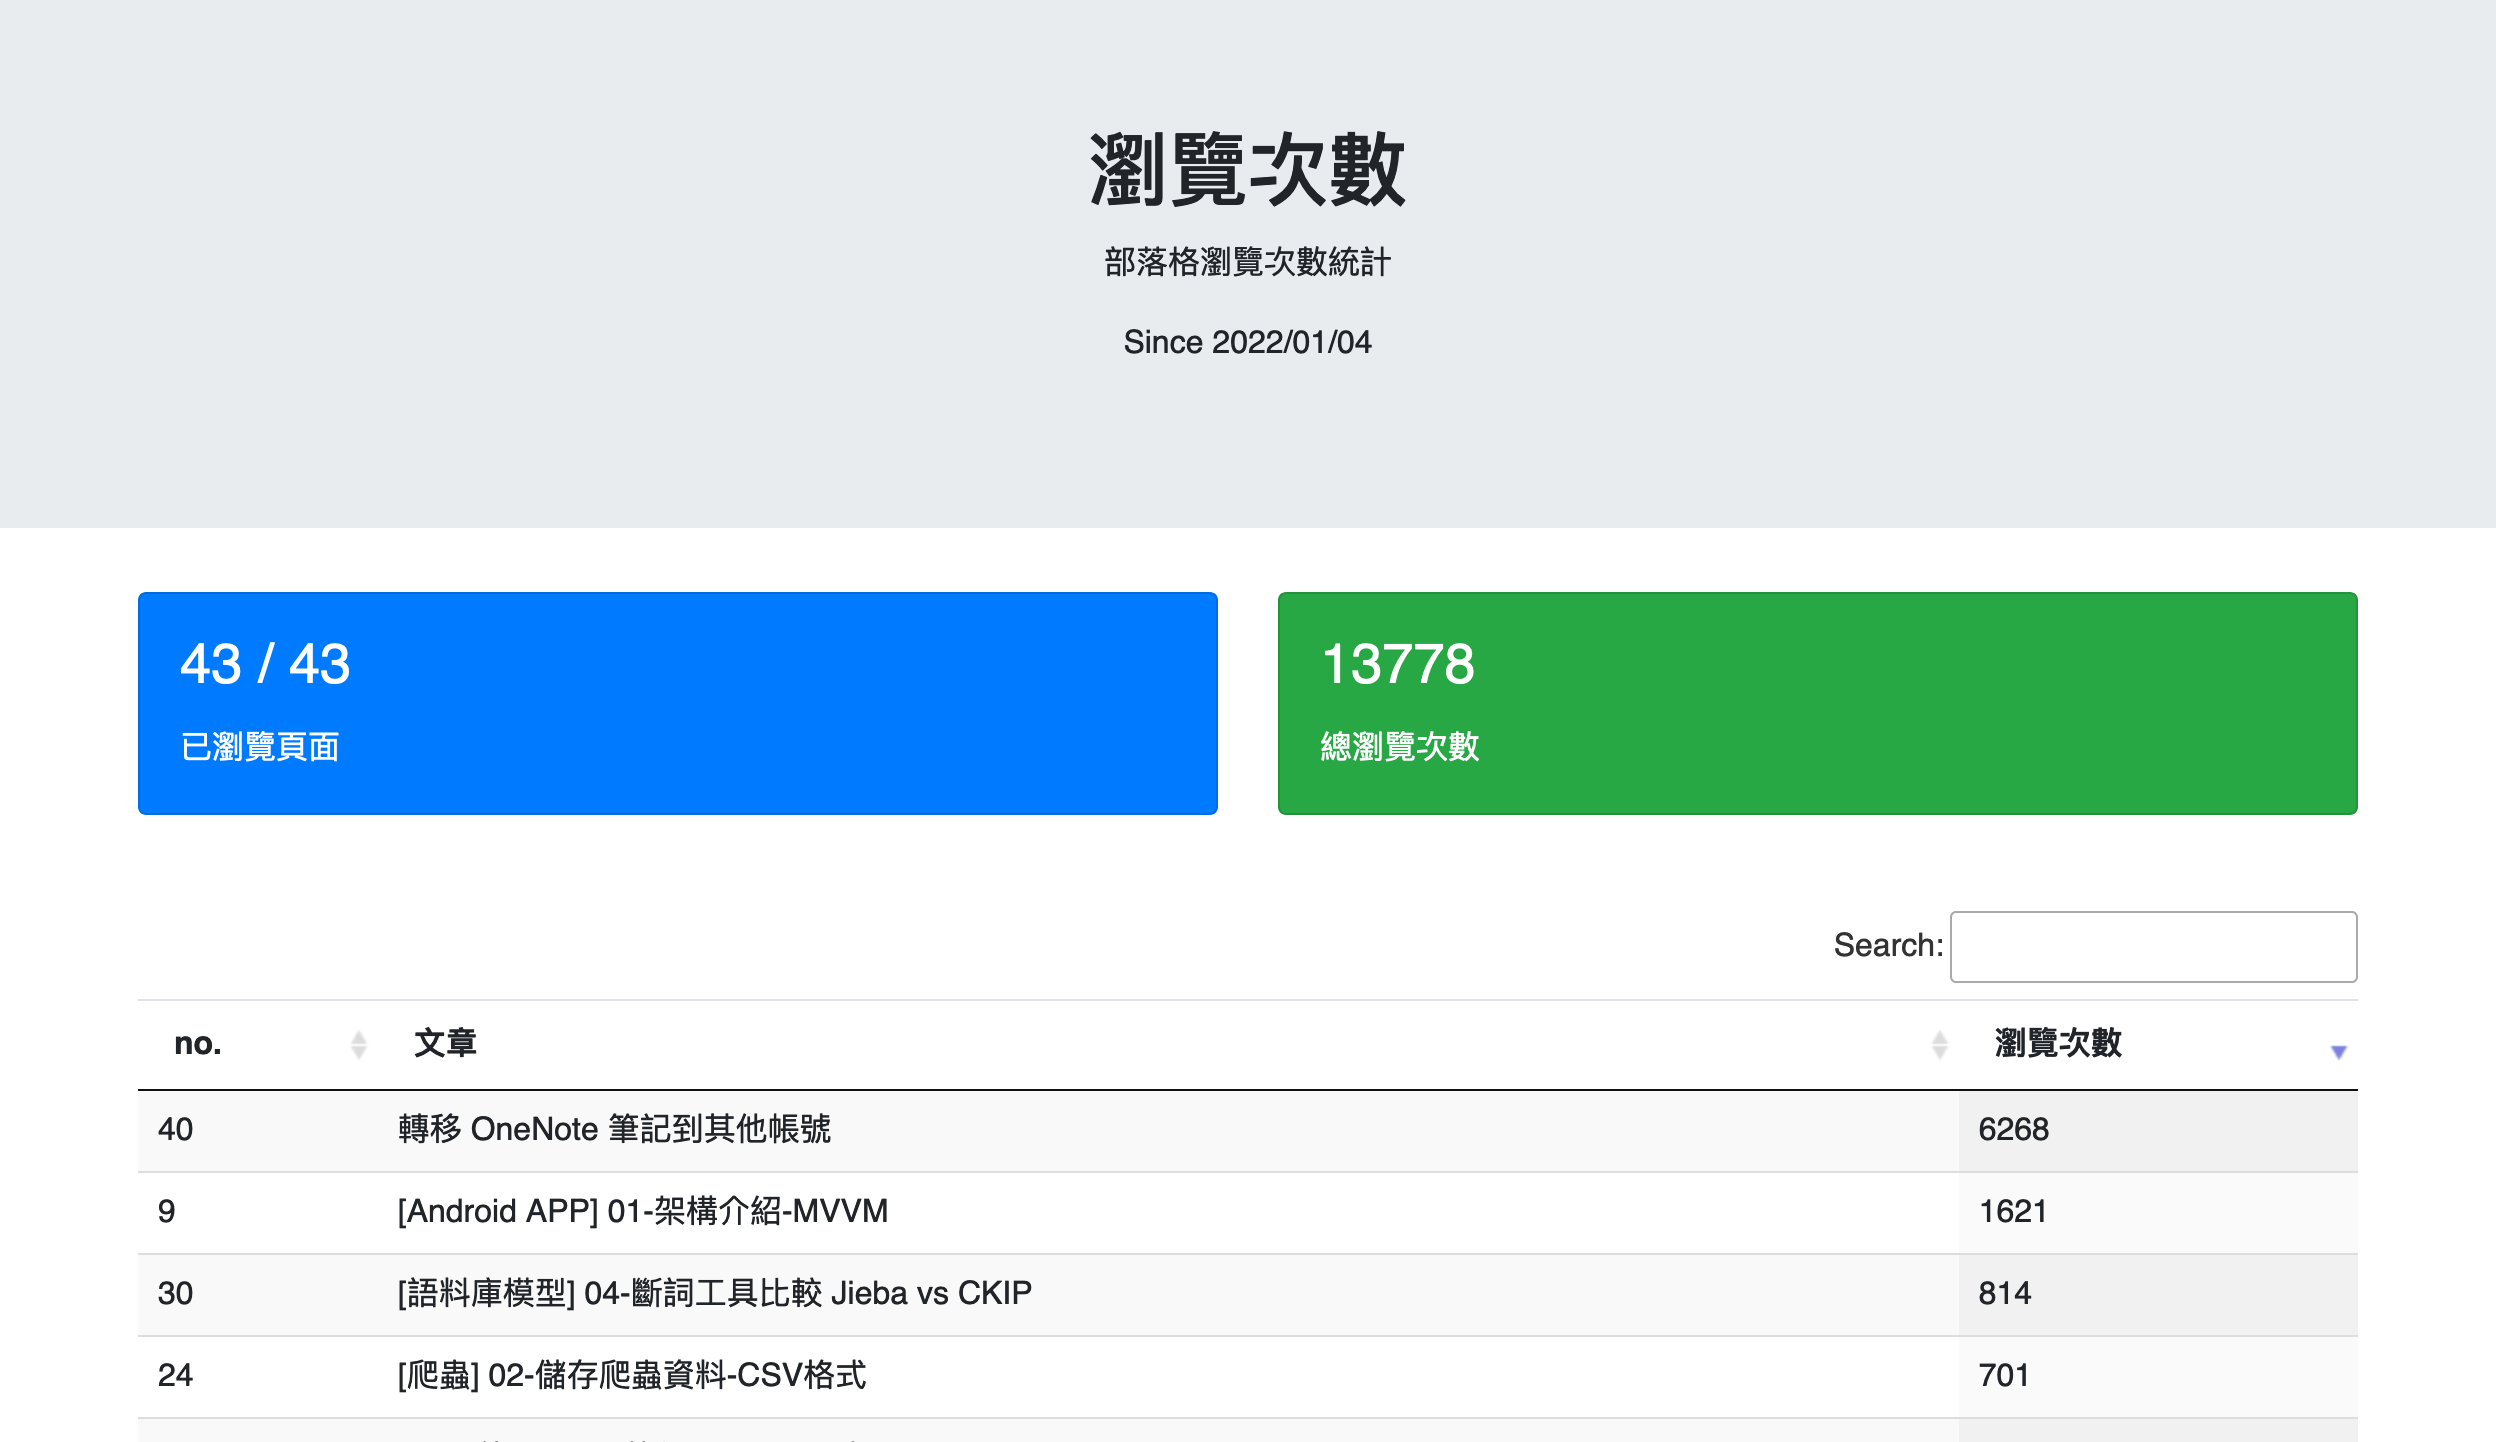 瀏覽次數
部落格瀏覽次數統計
Since 2022/01/04
43 / 43
已瀏覽頁面
13778
總瀏覽次數
Search:
no. 文章 瀏覽次數
40 轉移 OneNote 筆記到其他帳號 6268
9 [Android APP] 01-架構介紹-MVVM 1621
30 [語料庫模型] 04-斷詞工具比較 Jieba vs CKIP 814
24 [爬蟲] 02-儲存爬蟲資料-CSV格式 701